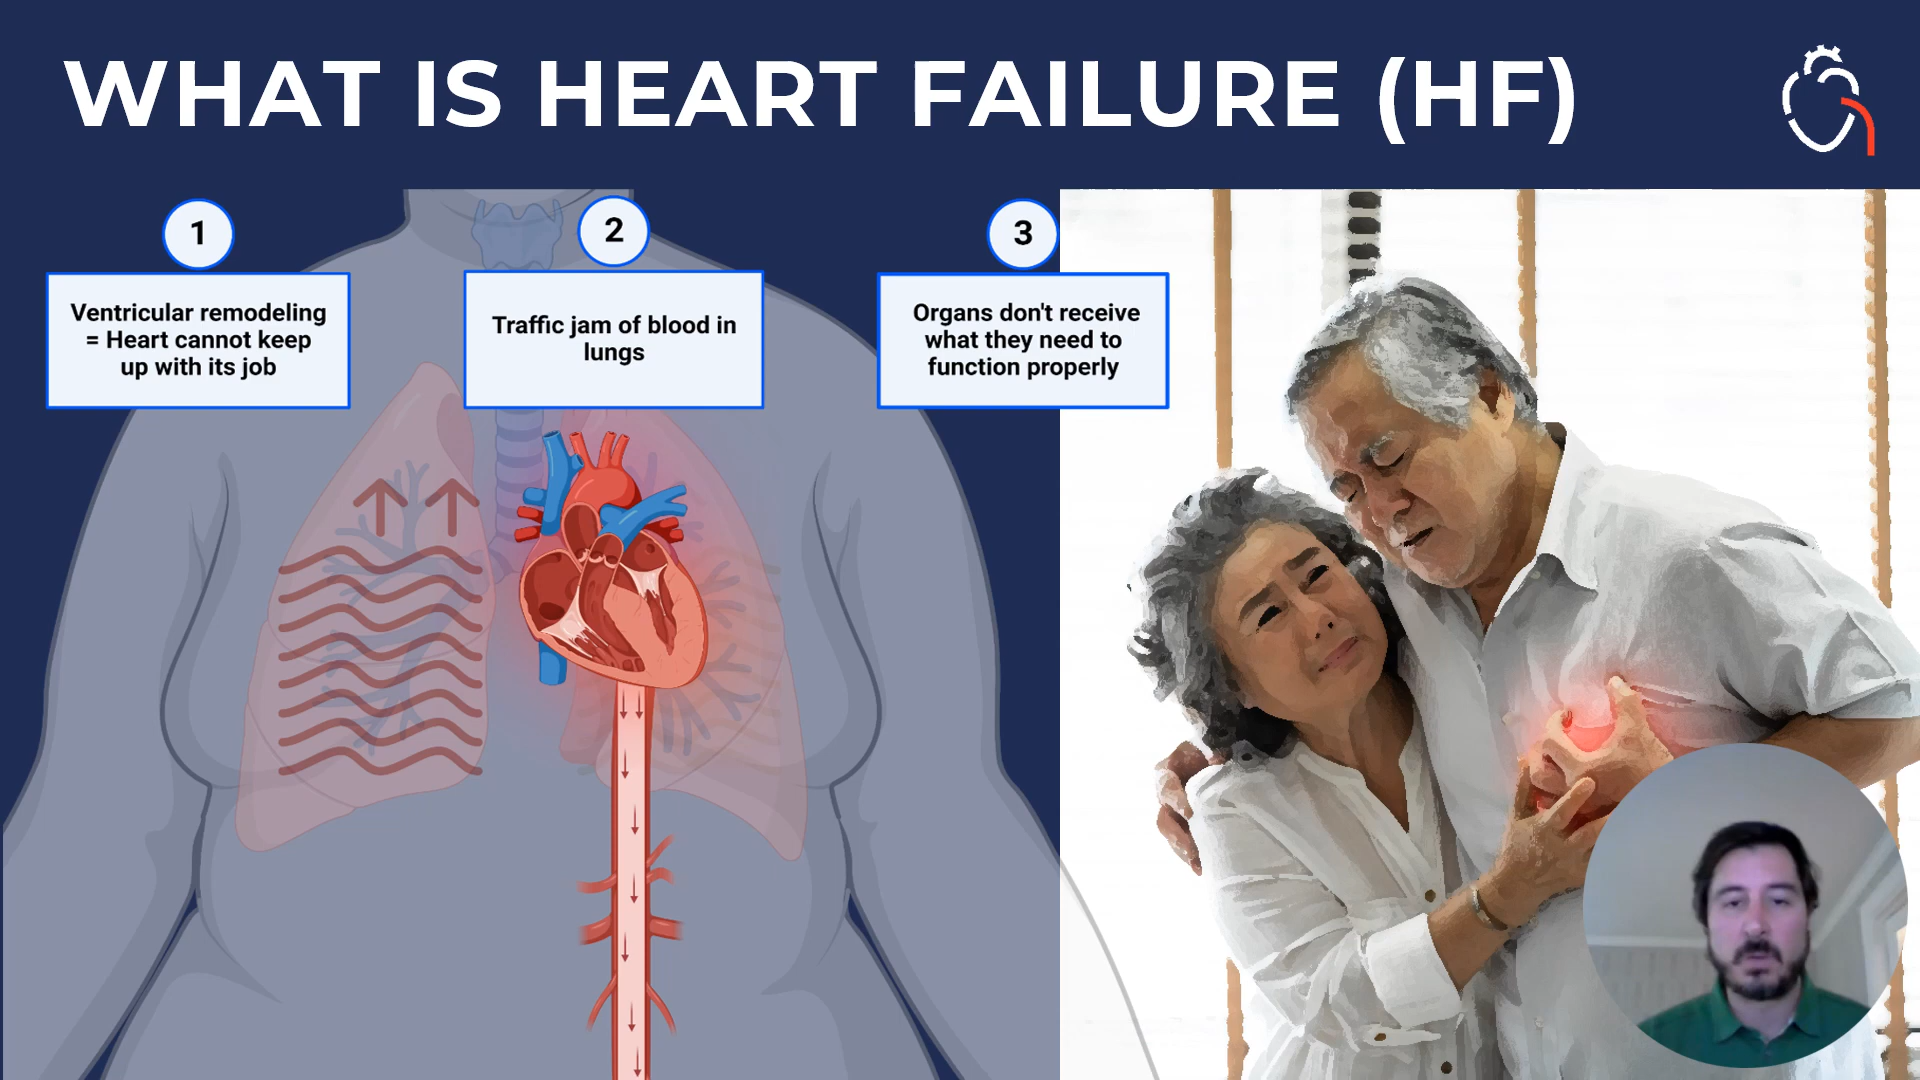 WHAT IS HEART FAILURE (HF)
1
Ventricular remodeling
= Heart cannot keep
up with its job
2
Traffic jam of blood in
lungs
3
Organs don't receive
what they need to
function properly